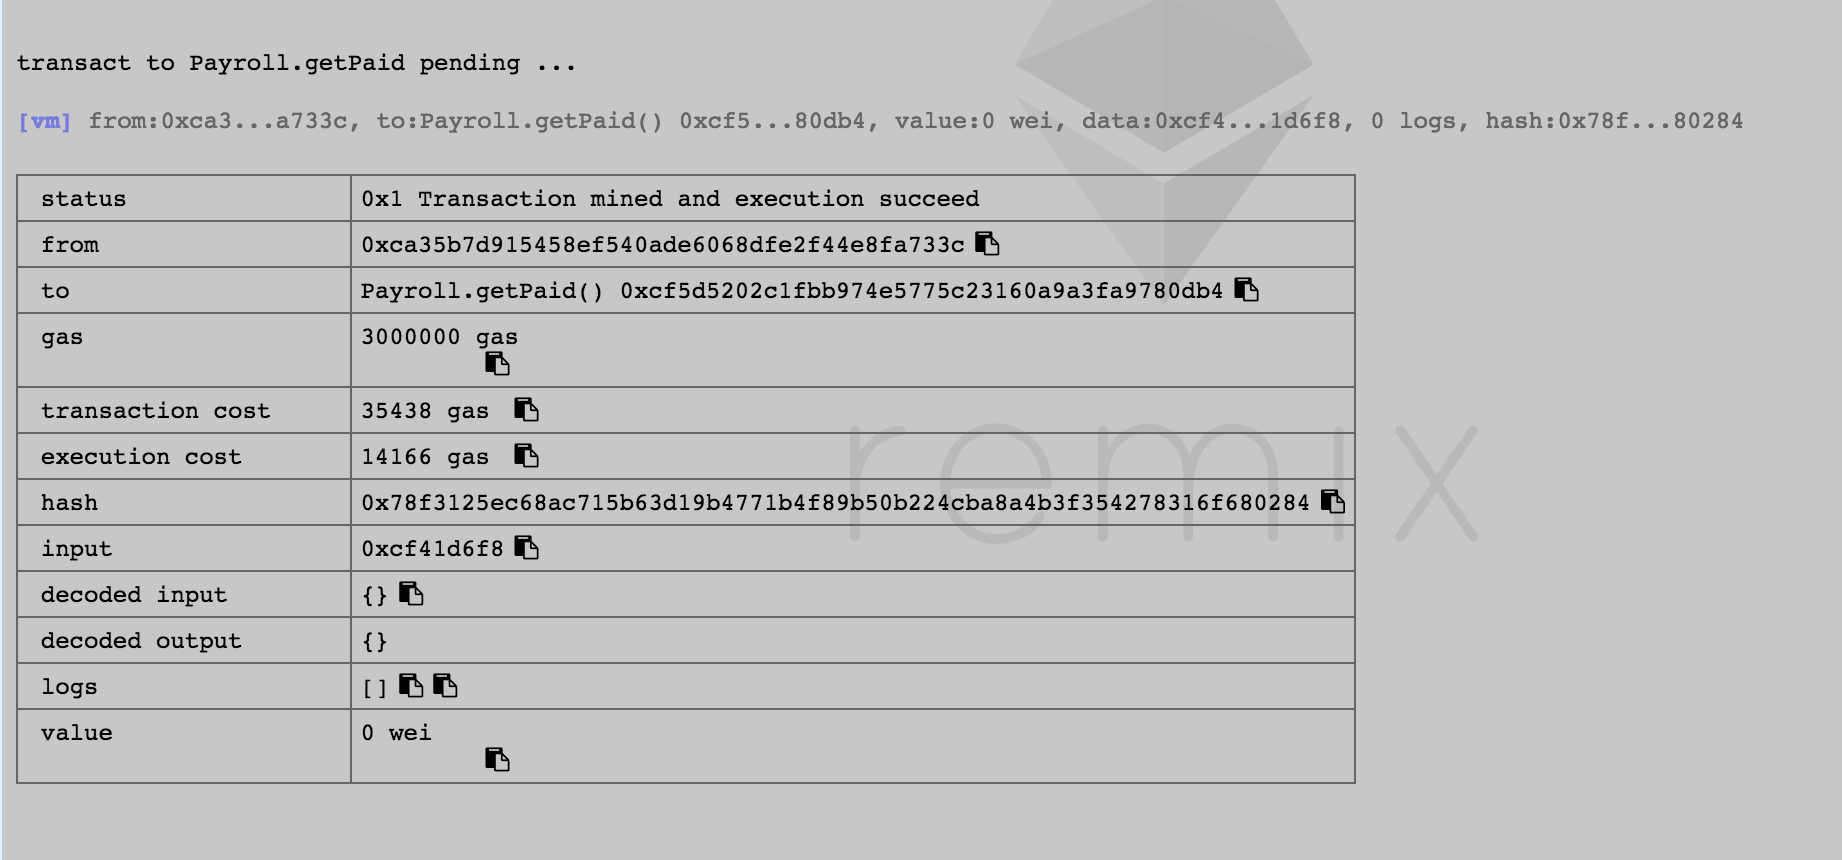 transact to Payroll.getPaid pending ...
[vm] from:0xca3...a733c, to:Payroll.getPaid() 0xcf5...80db4, value:0 wei, data:0xcf4...1d6f8, 0 logs, hash:0x78f...80284
status 0x1 Transaction mined and execution succeed
from 0xca35b7d915458ef540ade6068dfe2f44e8fa733c
to Payroll.getPaid() 0xcf5d5202c1fbb974e5775c23160a9a3fa9780db4
gas 3000000 gas
transaction cost 35438 gas
execution cost 14166 gas
hash 0x78f3125ec68ac715b63d19b4771b4f89b50b224cba8a4b3f354278316f680284
input 0xcf41d6f8
decoded input {}
decoded output {}
logs []
value 0 wei
remix